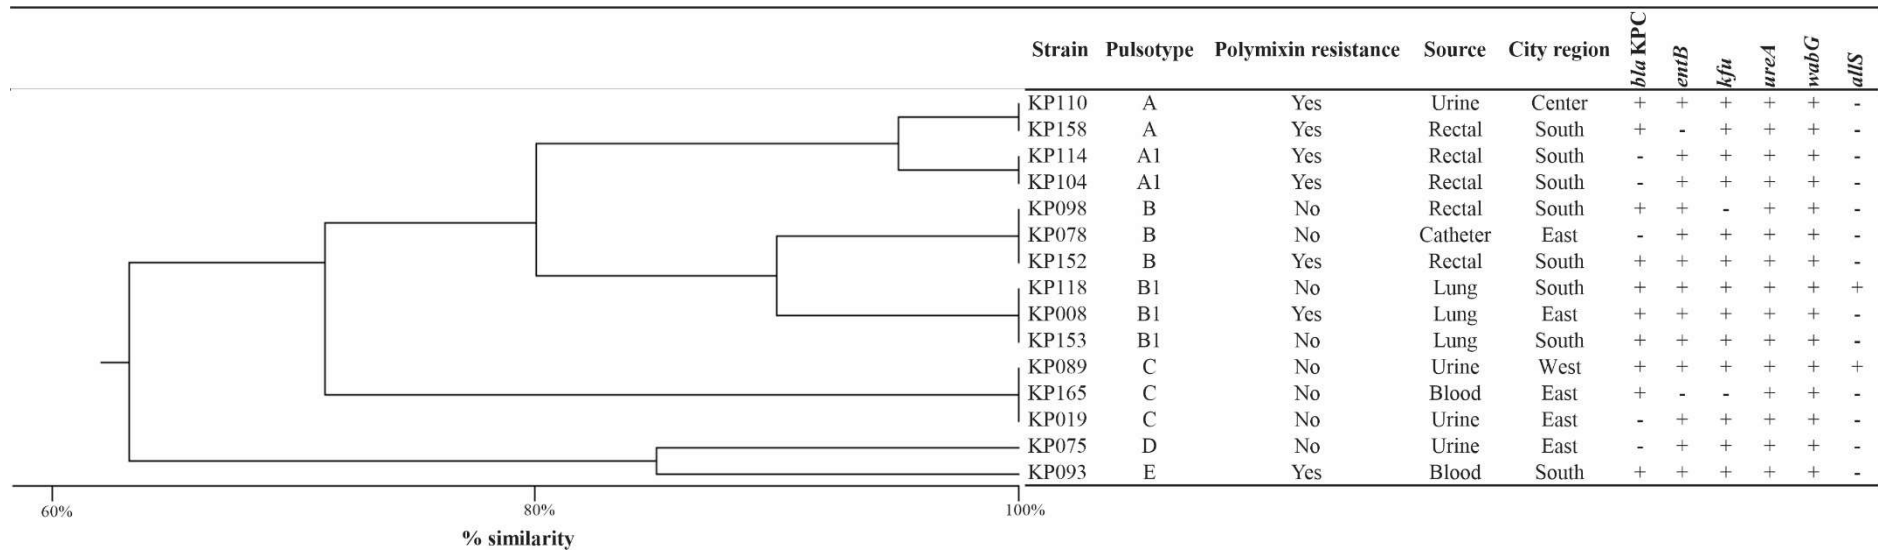 Strain Pulsotype Polymixin resistance Source City region bla KPC entB kfu ureA wabG allS
KP110 A Yes Urine Center + + + + + -
KP158 A Yes Rectal South + - + + + -
KP114 A1 Yes Rectal South - + + + + -
KP104 A1 Yes Rectal South - + + + + -
KP098 B No Rectal South + + - + + -
KP078 B No Catheter East - + + + + -
KP152 B Yes Rectal South + + + + + -
KP118 B1 No Lung South + + + + + +
KP008 B1 Yes Lung East + + + + + -
KP153 B1 No Lung South + + + + + -
KP089 C No Urine West + + + + + +
KP165 C No Blood East + - - + + -
KP019 C No Urine East - + + + + -
KP075 D No Urine East - + + + + -
KP093 E Yes Blood South + + + + + -
60% 80% 100%
% similarity